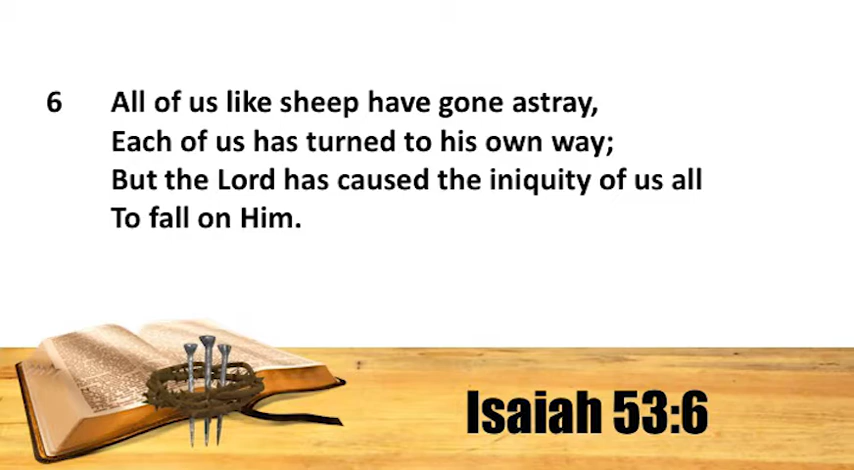 6 All of us like sheep have gone astray,
Each of us has turned to his own way;
But the Lord has caused the iniquity of us all
To fall on Him.
Isaiah 53:6